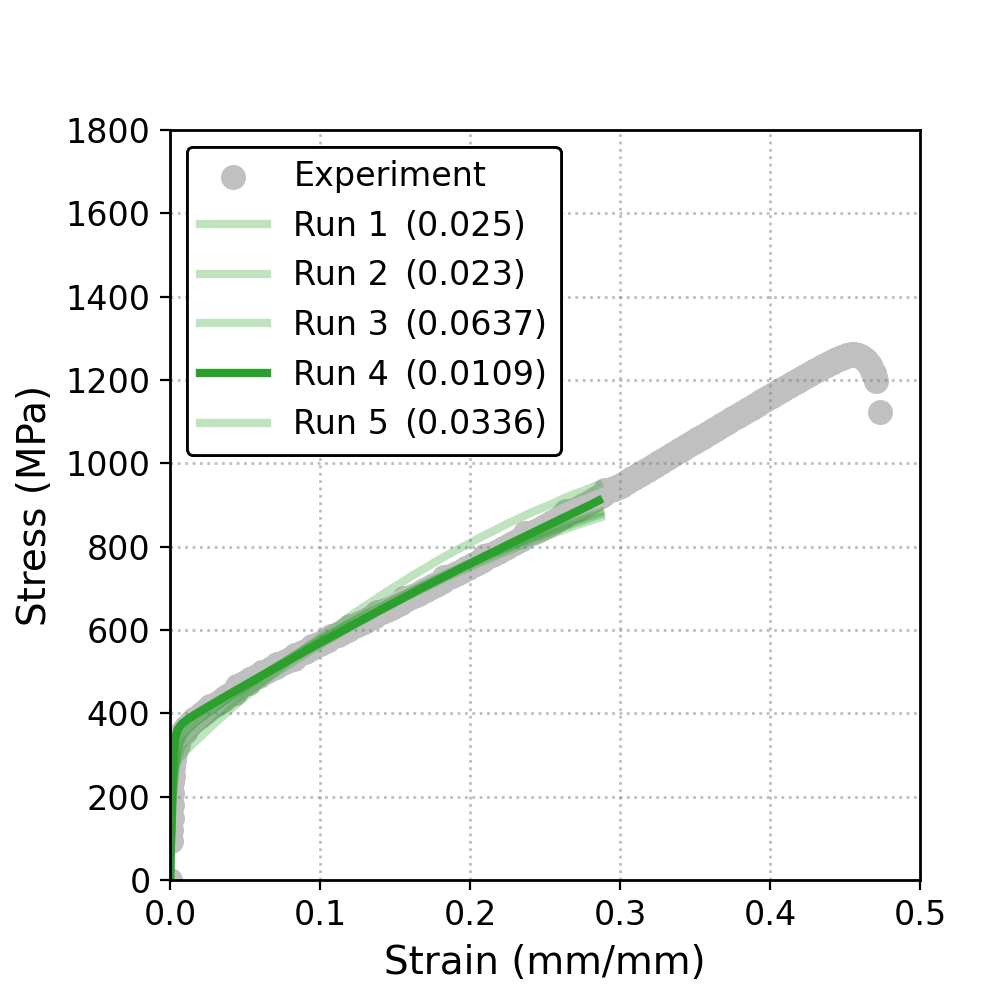 1800
1600
1400
1200
1000
800
600
400
200
0
Stress (MPa)
Experiment
Run 1 (0.025)
Run 2 (0.023)
Run 3 (0.0637)
Run 4 (0.0109)
Run 5 (0.0336)
0.0 0.1 0.2 0.3 0.4 0.5
Strain (mm/mm)